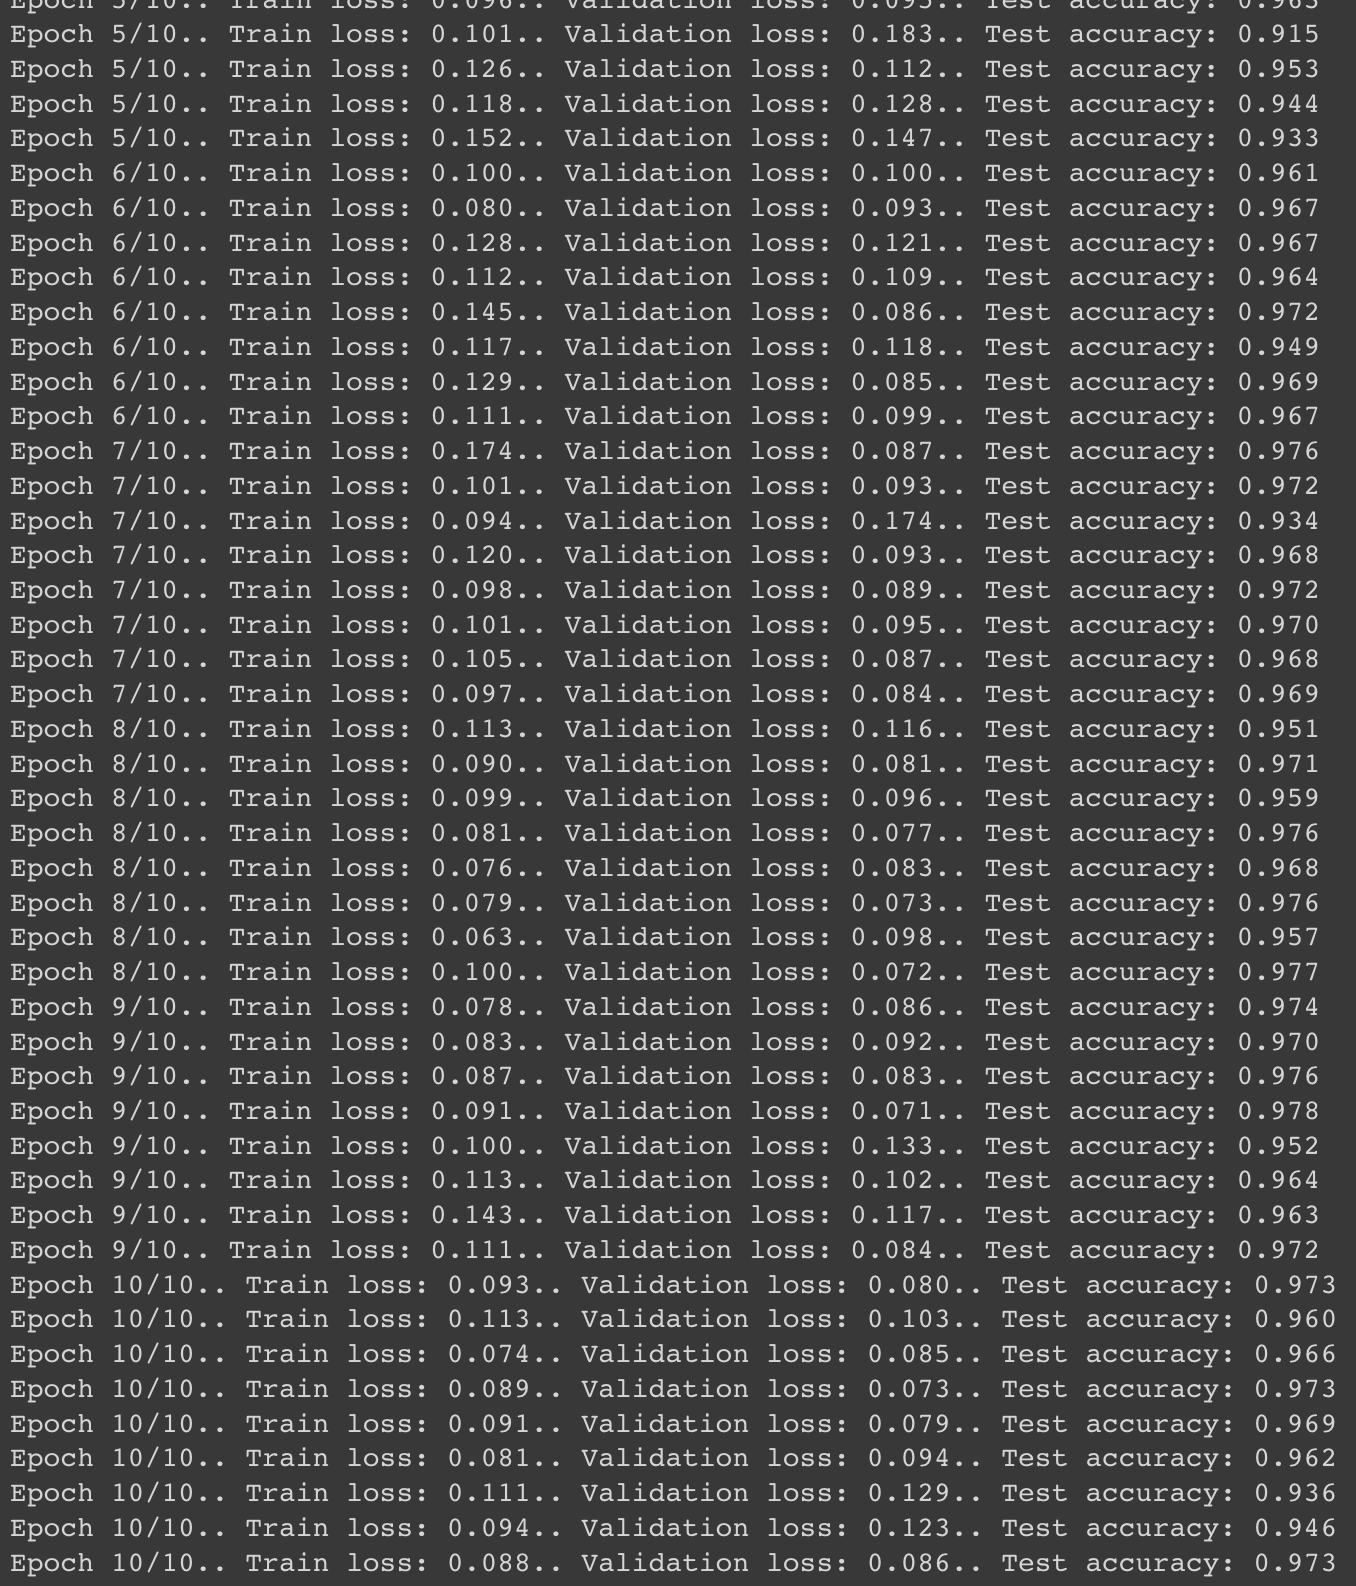 Epoch 5/10.. Train loss: 0.096.. Validation loss: 0.095.. Test accuracy: 0.963
Epoch 5/10.. Train loss: 0.101.. Validation loss: 0.183.. Test accuracy: 0.915
Epoch 5/10.. Train loss: 0.126.. Validation loss: 0.112.. Test accuracy: 0.953
Epoch 5/10.. Train loss: 0.118.. Validation loss: 0.128.. Test accuracy: 0.944
Epoch 5/10.. Train loss: 0.152.. Validation loss: 0.147.. Test accuracy: 0.933
Epoch 6/10.. Train loss: 0.100.. Validation loss: 0.100.. Test accuracy: 0.961
Epoch 6/10.. Train loss: 0.080.. Validation loss: 0.093.. Test accuracy: 0.967
Epoch 6/10.. Train loss: 0.128.. Validation loss: 0.121.. Test accuracy: 0.967
Epoch 6/10.. Train loss: 0.112.. Validation loss: 0.109.. Test accuracy: 0.964
Epoch 6/10.. Train loss: 0.145.. Validation loss: 0.086.. Test accuracy: 0.972
Epoch 6/10.. Train loss: 0.117.. Validation loss: 0.118.. Test accuracy: 0.949
Epoch 6/10.. Train loss: 0.129.. Validation loss: 0.085.. Test accuracy: 0.969
Epoch 6/10.. Train loss: 0.111.. Validation loss: 0.099.. Test accuracy: 0.967
Epoch 7/10.. Train loss: 0.174.. Validation loss: 0.087.. Test accuracy: 0.976
Epoch 7/10.. Train loss: 0.101.. Validation loss: 0.093.. Test accuracy: 0.972
Epoch 7/10.. Train loss: 0.094.. Validation loss: 0.174.. Test accuracy: 0.934
Epoch 7/10.. Train loss: 0.120.. Validation loss: 0.093.. Test accuracy: 0.968
Epoch 7/10.. Train loss: 0.098.. Validation loss: 0.089.. Test accuracy: 0.972
Epoch 7/10.. Train loss: 0.101.. Validation loss: 0.095.. Test accuracy: 0.970
Epoch 7/10.. Train loss: 0.105.. Validation loss: 0.087.. Test accuracy: 0.968
Epoch 7/10.. Train loss: 0.097.. Validation loss: 0.084.. Test accuracy: 0.969
Epoch 8/10.. Train loss: 0.113.. Validation loss: 0.116.. Test accuracy: 0.951
Epoch 8/10.. Train loss: 0.090.. Validation loss: 0.081.. Test accuracy: 0.971
Epoch 8/10.. Train loss: 0.099.. Validation loss: 0.096.. Test accuracy: 0.959
Epoch 8/10.. Train loss: 0.081.. Validation loss: 0.077.. Test accuracy: 0.976
Epoch 8/10.. Train loss: 0.076.. Validation loss: 0.083.. Test accuracy: 0.968
Epoch 8/10.. Train loss: 0.079.. Validation loss: 0.073.. Test accuracy: 0.976
Epoch 8/10.. Train loss: 0.063.. Validation loss: 0.098.. Test accuracy: 0.957
Epoch 8/10.. Train loss: 0.100.. Validation loss: 0.072.. Test accuracy: 0.977
Epoch 9/10.. Train loss: 0.078.. Validation loss: 0.086.. Test accuracy: 0.974
Epoch 9/10.. Train loss: 0.083.. Validation loss: 0.092.. Test accuracy: 0.970
Epoch 9/10.. Train loss: 0.087.. Validation loss: 0.083.. Test accuracy: 0.976
Epoch 9/10.. Train loss: 0.091.. Validation loss: 0.071.. Test accuracy: 0.978
Epoch 9/10.. Train loss: 0.100.. Validation loss: 0.133.. Test accuracy: 0.952
Epoch 9/10.. Train loss: 0.113.. Validation loss: 0.102.. Test accuracy: 0.964
Epoch 9/10.. Train loss: 0.143.. Validation loss: 0.117.. Test accuracy: 0.963
Epoch 9/10.. Train loss: 0.111.. Validation loss: 0.084.. Test accuracy: 0.972
Epoch 10/10.. Train loss: 0.093.. Validation loss: 0.080.. Test accuracy: 0.973
Epoch 10/10.. Train loss: 0.113.. Validation loss: 0.103.. Test accuracy: 0.960
Epoch 10/10.. Train loss: 0.074.. Validation loss: 0.085.. Test accuracy: 0.966
Epoch 10/10.. Train loss: 0.089.. Validation loss: 0.073.. Test accuracy: 0.973
Epoch 10/10.. Train loss: 0.091.. Validation loss: 0.079.. Test accuracy: 0.969
Epoch 10/10.. Train loss: 0.081.. Validation loss: 0.094.. Test accuracy: 0.962
Epoch 10/10.. Train loss: 0.111.. Validation loss: 0.129.. Test accuracy: 0.936
Epoch 10/10.. Train loss: 0.094.. Validation loss: 0.123.. Test accuracy: 0.946
Epoch 10/10.. Train loss: 0.088.. Validation loss: 0.086.. Test accuracy: 0.973